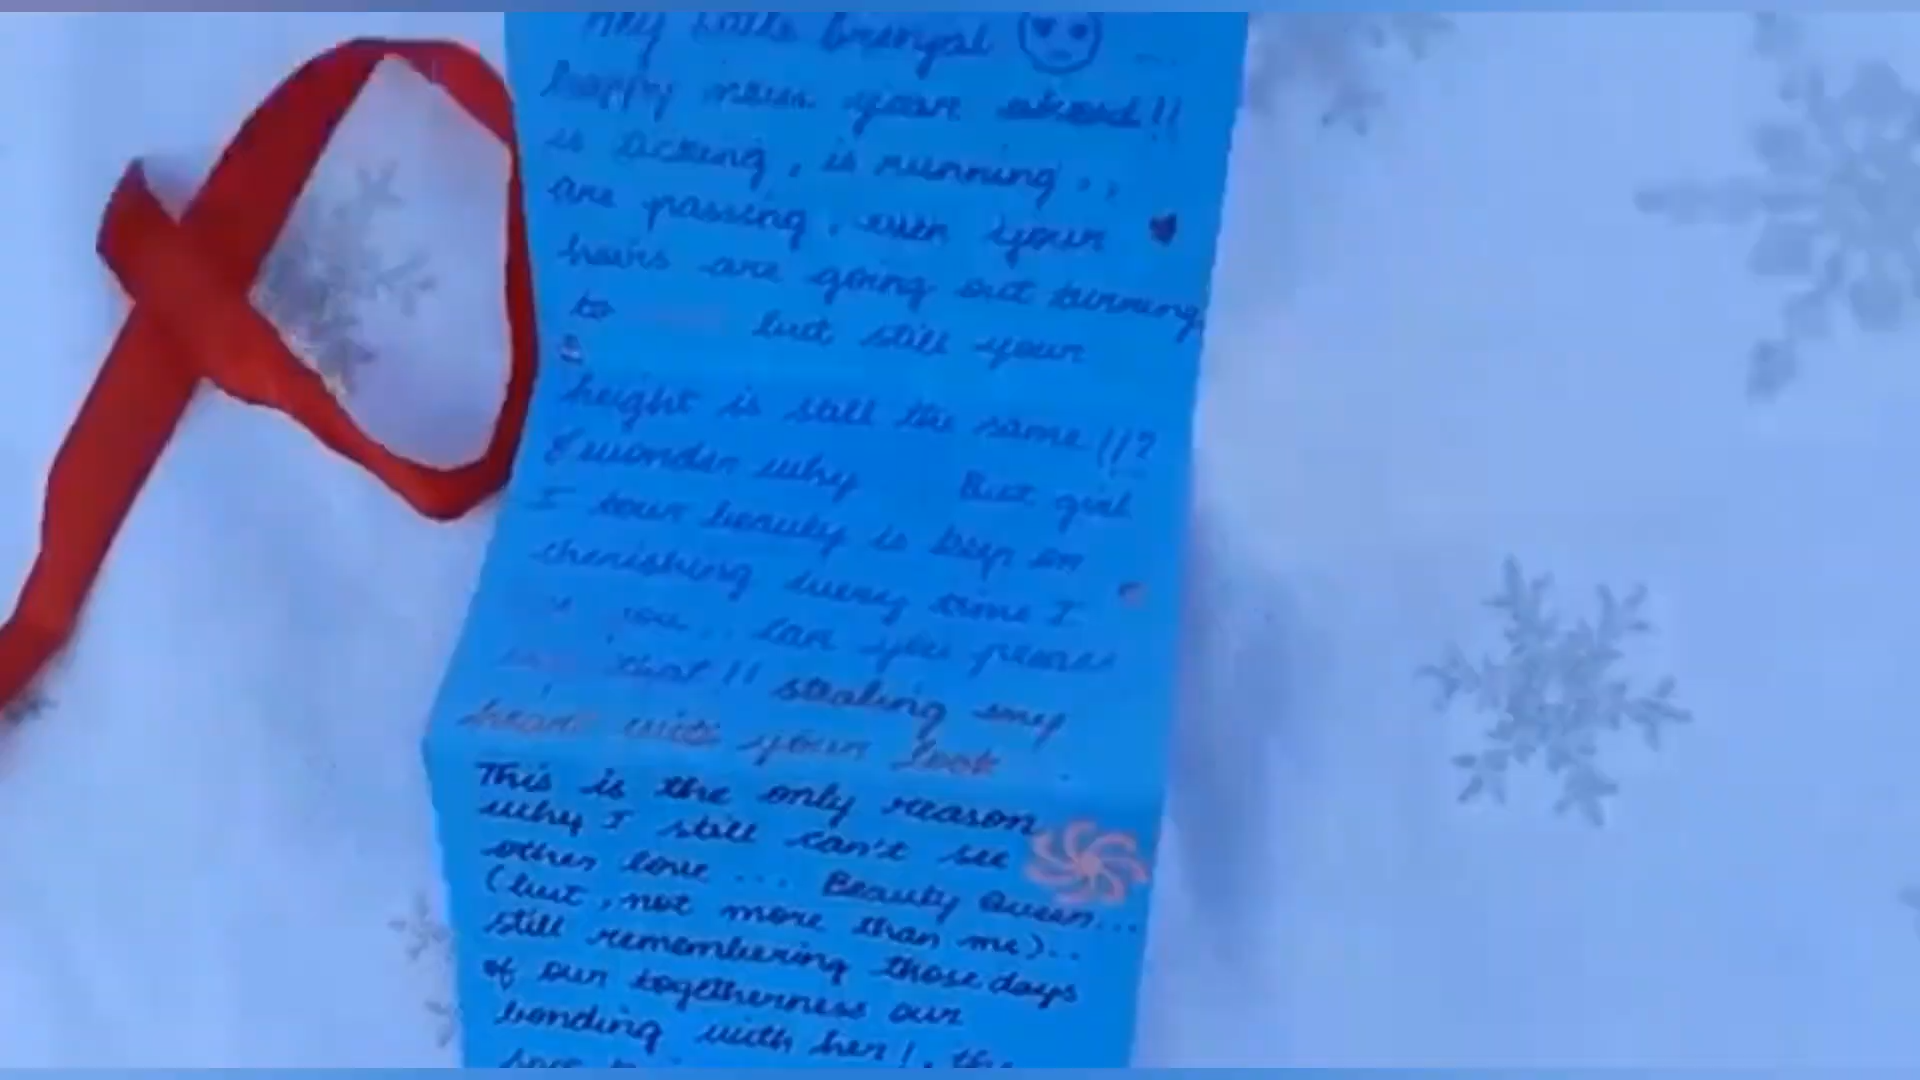 happy new year
is ticking, is running..
are passing, even your
hairs are going out turning
to but still your
height is still the same !!?
I wonder why But girl
I your beauty is keep on
cherishing every time I
you.. can you please
that !! stealing my
heart with your look
This is the only reason
why I still can't see
other love ... Beauty Queen...
(but, not more than me)..
still remembering those days
of our togetherness our
bonding with her!, the